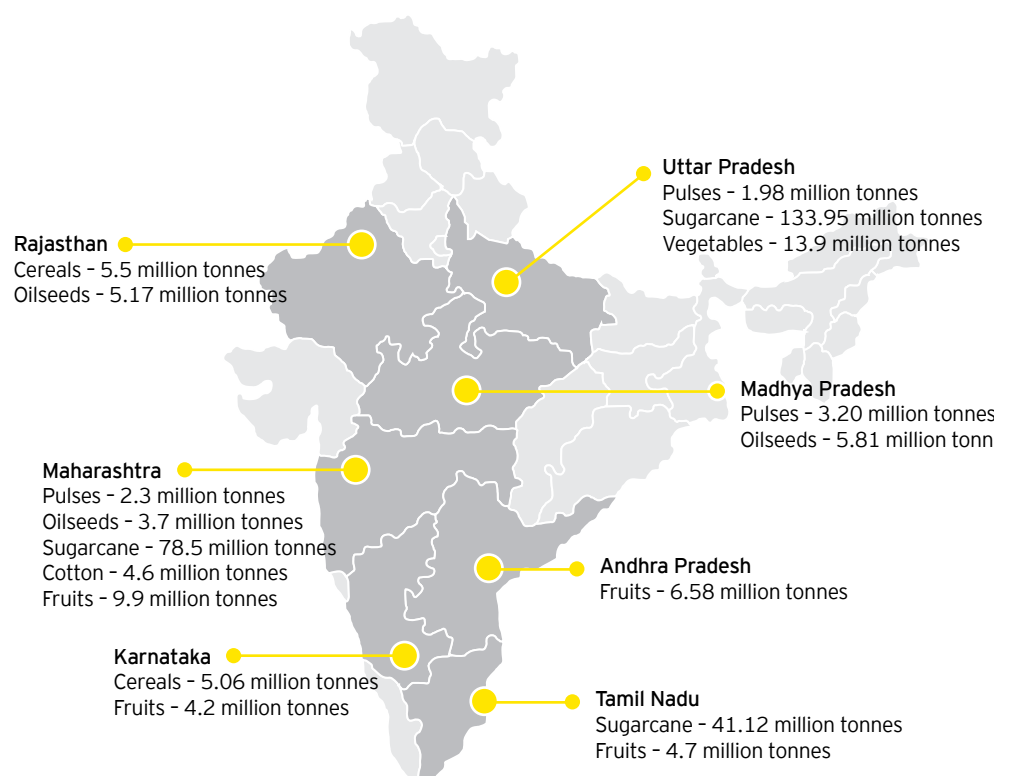 Uttar Pradesh
Pulses – 1.98 million tonnes
Sugarcane – 133.95 million tonnes
Vegetables – 13.9 million tonnes
Rajasthan
Cereals – 5.5 million tonnes
Oilseeds – 5.17 million tonnes
Madhya Pradesh
Pulses – 3.20 million tonnes
Oilseeds – 5.81 million tonn
Maharashtra
Pulses – 2.3 million tonnes
Oilseeds – 3.7 million tonnes
Sugarcane – 78.5 million tonnes
Cotton – 4.6 million tonnes
Fruits – 9.9 million tonnes
Andhra Pradesh
Fruits – 6.58 million tonnes
Karnataka
Cereals – 5.06 million tonnes
Fruits – 4.2 million tonnes
Tamil Nadu
Sugarcane – 41.12 million tonnes
Fruits – 4.7 million tonnes